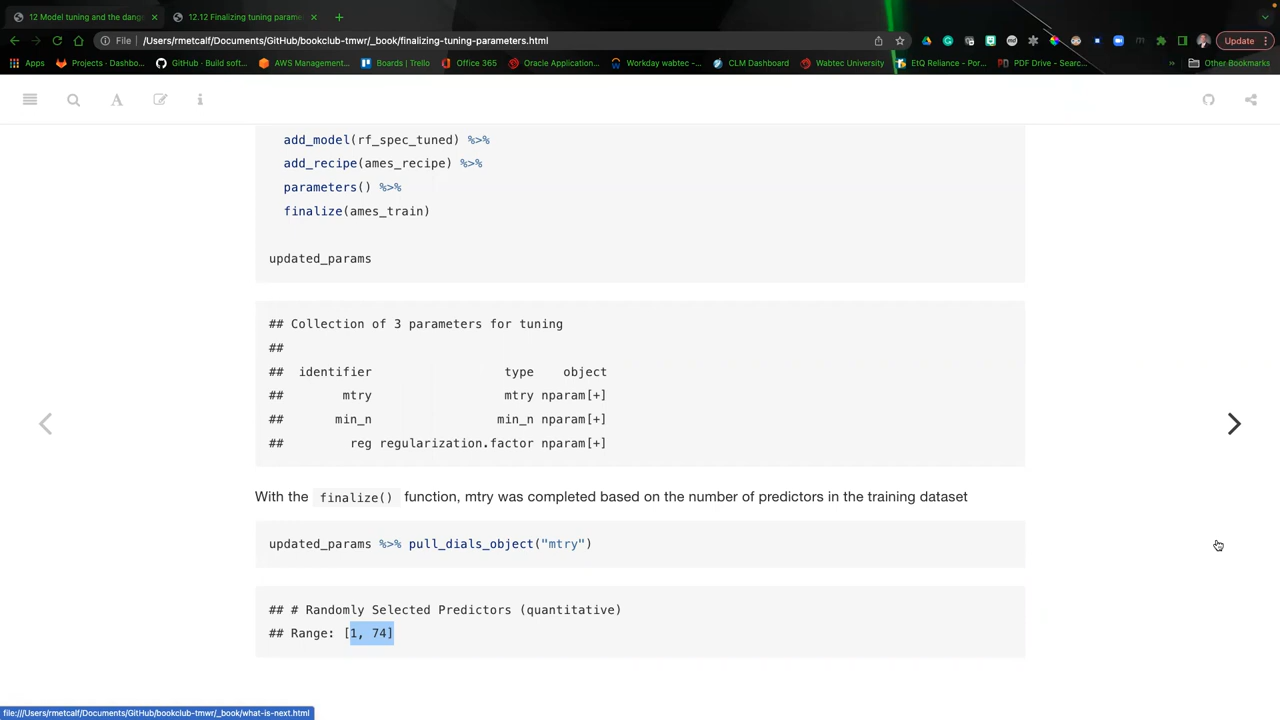 12 Model tuning and the dang
12.12 Finalizing tuning parame
File | /Users/rmetcalf/Documents/GitHub/bookclub-tmwr/_book/finalizing-tuning-parameters.html
Update
Apps
Projects - Dashbo...
GitHub - Build soft...
AWS Management...
Boards | Trello
Office 365
Oracle Application...
Workday wabtec -...
CLM Dashboard
Wabtec University
EtQ Reliance - Por...
PDF Drive - Searc...
»
Other Bookmarks
add_model(rf_spec_tuned) %>%
add_recipe(ames_recipe) %>%
parameters() %>%
finalize(ames_train)
updated_params
## Collection of 3 parameters for tuning
##
## identifier type object
## mtry mtry nparam[+]
## min_n min_n nparam[+]
## reg regularization.factor nparam[+]
With the finalize() function, mtry was completed based on the number of predictors in the training dataset
updated_params %>% pull_dials_object("mtry")
## # Randomly Selected Predictors (quantitative)
## Range: [1, 74]
file:///Users/rmetcalf/Documents/GitHub/bookclub-tmwr/_book/what-is-next.html